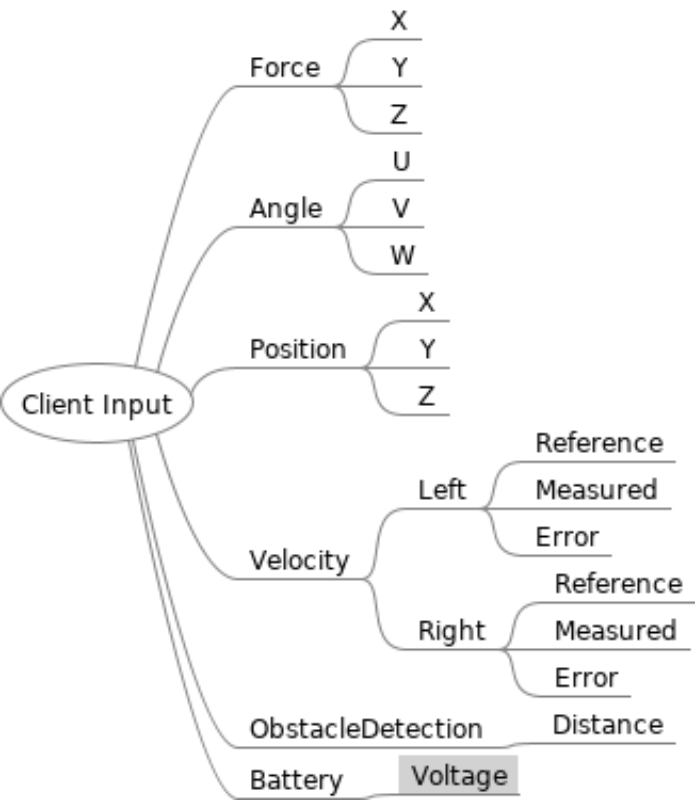 Client Input
Force
X
Y
Z
Angle
U
V
W
Position
X
Y
Z
Velocity
Left
Reference
Measured
Error
Right
Reference
Measured
Error
ObstacleDetection
Distance
Battery
Voltage